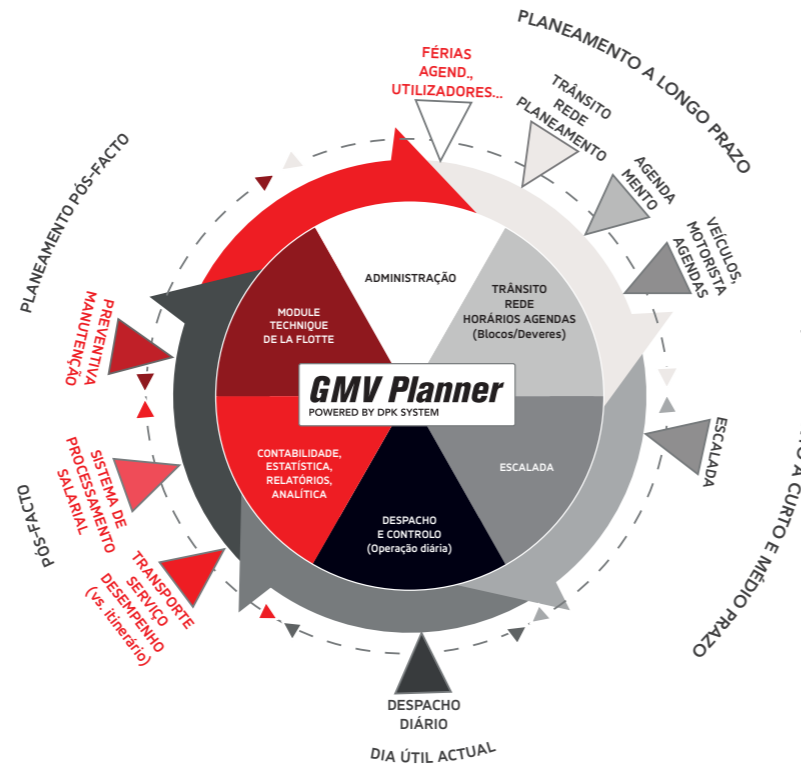 PLANEAMENTO A LONGO PRAZO
FÉRIAS
AGEND.,
UTILIZADORES...
TRÂNSITO
REDE
PLANEAMENTO
AGENDA
MENTO
VEÍCULOS,
MOTORISTA
AGENDAS
PLANEAMENTO PÓS-FACTO
ADMINISTRAÇÃO
TRÂNSITO
REDE
HORÁRIOS AGENDAS
(Blocos/Deveres)
MODULE
TECHNIQUE
DE LA FLOTTE
PREVENTIVA
MANUTENÇÃO
GMV Planner
POWERED BY DPK SYSTEM
ESCALADA
A CURTO E MÉDIO PRAZO
CONTABILIDADE,
ESTATÍSTICA,
RELATÓRIOS,
ANALÍTICA
ESCALADA
DESPACHO
E CONTROLO
(Operação diária)
SISTEMA DE
PROCESSAMENTO
SALARIAL
PÓS-FACTO
TRANSPORTE
SERVIÇO
DESEMPENHO
(vs. itinerário)
DESPACHO
DIÁRIO
DIA ÚTIL ACTUAL